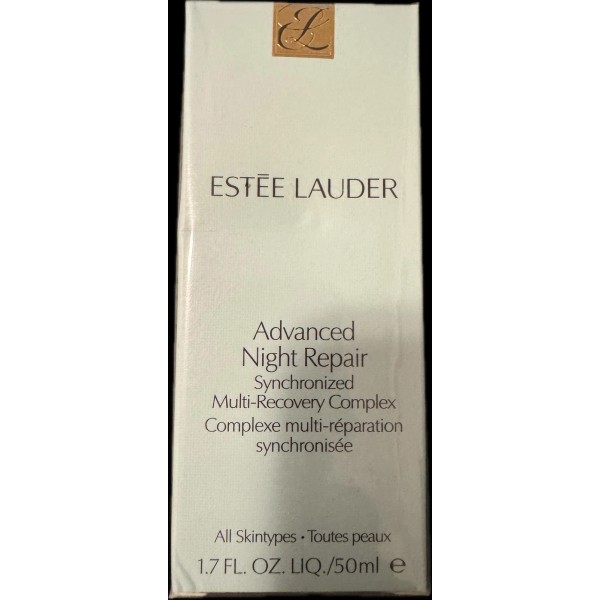 EL
ESTĒE LAUDER
Advanced
Night Repair
Synchronized
Multi-Recovery Complex
Complexe multi-réparation
synchronisée
All Skintypes • Toutes peaux
1.7 FL. OZ. LIQ./50ml e